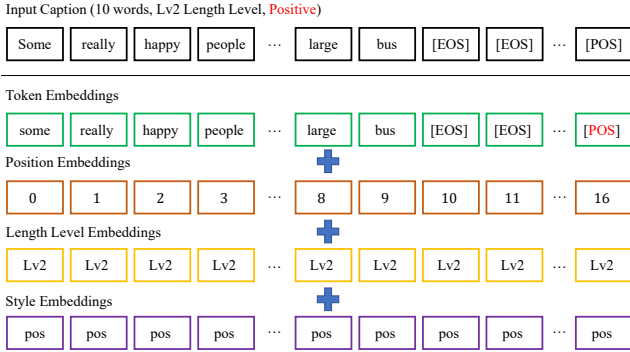 Input Caption (10 words, Lv2 Length Level, Positive)
Some really happy people ... large bus [EOS] [EOS] ... [POS]
Token Embeddings
some really happy people ... large bus [EOS] [EOS] ... [POS]
Position Embeddings
0 1 2 3 ... 8 9 10 11 ... 16
Length Level Embeddings
Lv2 Lv2 Lv2 Lv2 ... Lv2 Lv2 Lv2 Lv2 ... Lv2
Style Embeddings
pos pos pos pos ... pos pos pos pos ... pos